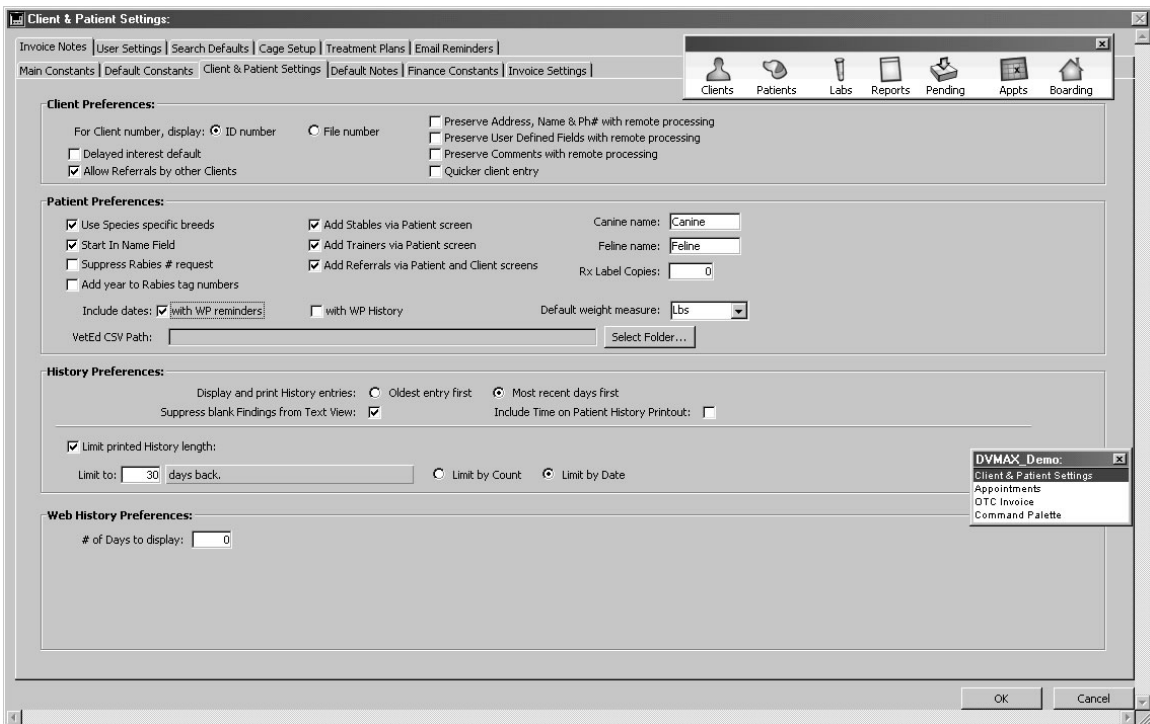 Client & Patient Settings:
Invoice Notes User Settings Search Defaults Cage Setup Treatment Plans Email Reminders
Main Constants Default Constants Client & Patient Settings Default Notes Finance Constants Invoice Settings
Clients Patients Labs Reports Pending Appts Boarding
Client Preferences:
For Client number, display: ID number File number
Delayed interest default
Allow Referrals by other Clients
Preserve Address, Name & Ph# with remote processing
Preserve User Defined Fields with remote processing
Preserve Comments with remote processing
Quicker client entry
Patient Preferences:
Use Species specific breeds Add Stables via Patient screen Canine name: Canine
Start In Name Field Add Trainers via Patient screen Feline name: Feline
Suppress Rabies # request Add Referrals via Patient and Client screens Rx Label Copies: 0
Add year to Rabies tag numbers
Include dates: with WP reminders with WP History Default weight measure: Lbs
VetEd CSV Path: Select Folder...
History Preferences:
Display and print History entries: Oldest entry first Most recent days first
Suppress blank Findings from Text View: Include Time on Patient History Printout:
Limit printed History length:
Limit to: 30 days back. Limit by Count Limit by Date
DVMAX_Demo:
Client & Patient Settings
Appointments
OTC Invoice
Command Palette
Web History Preferences:
# of Days to display: 0
OK Cancel